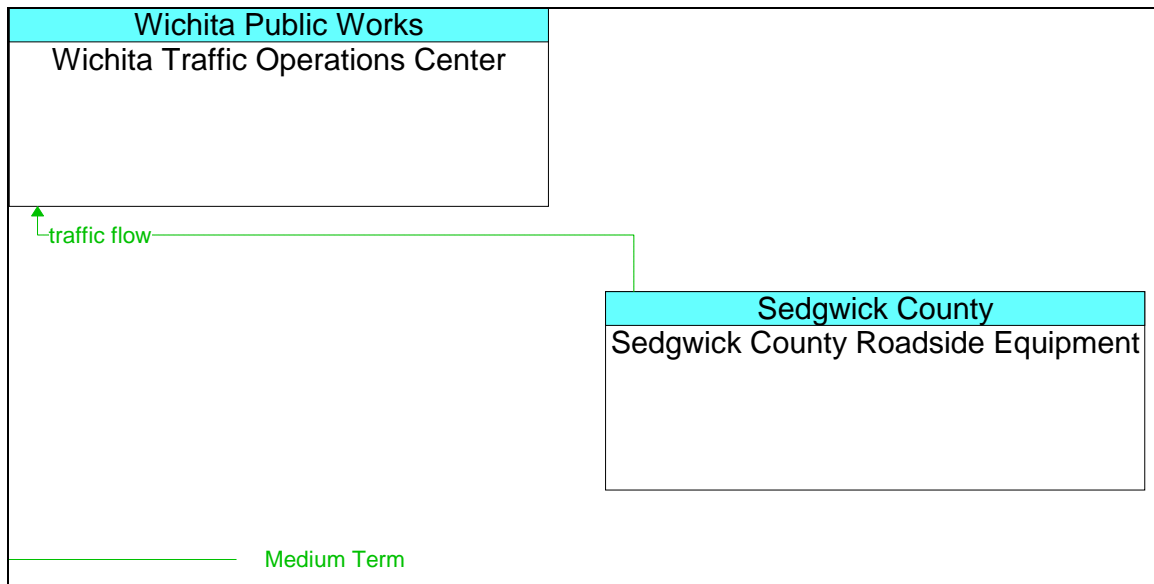 Wichita Public Works
Wichita Traffic Operations Center
traffic flow
Sedgwick County
Sedgwick County Roadside Equipment
Medium Term